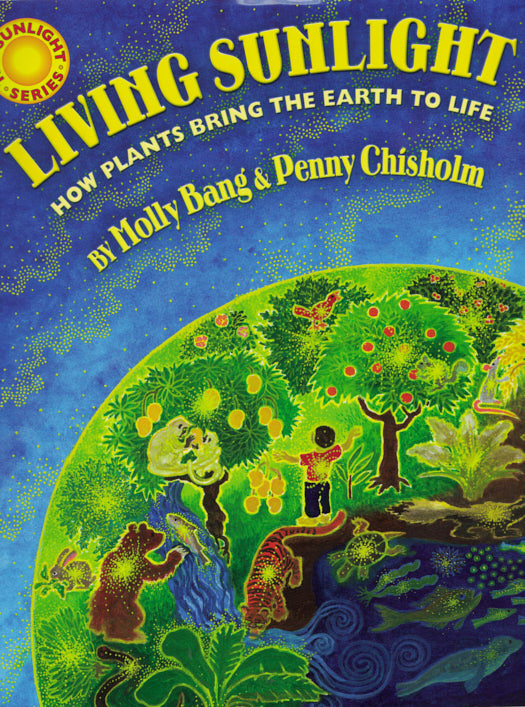 SUNLIGHT
SERIES
LIVING SUNLIGHT
HOW PLANTS BRING THE EARTH TO LIFE
BY Molly Bang & Penny Chisholm